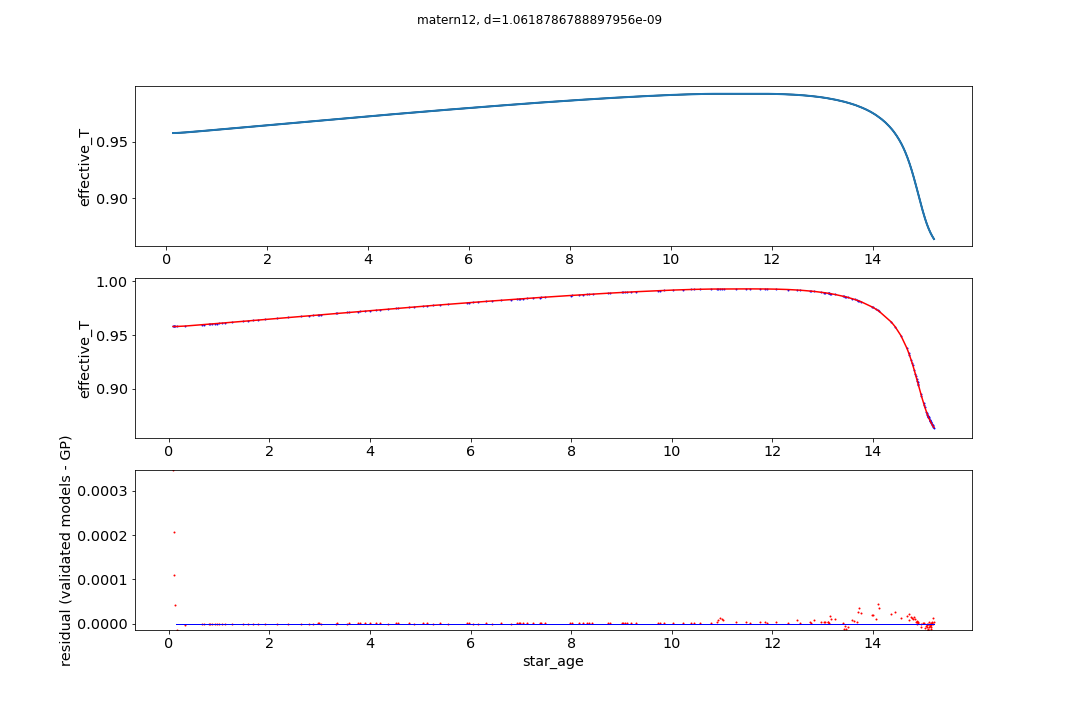 matern12, d=1.0618786788897956e-09
effective_T
0.95
0.90
0 2 4 6 8 10 12 14
effective_T
1.00
0.95
0.90
0 2 4 6 8 10 12 14
residual (validated models - GP)
0.0003
0.0002
0.0001
0.0000
0 2 4 6 8 10 12 14
star_age